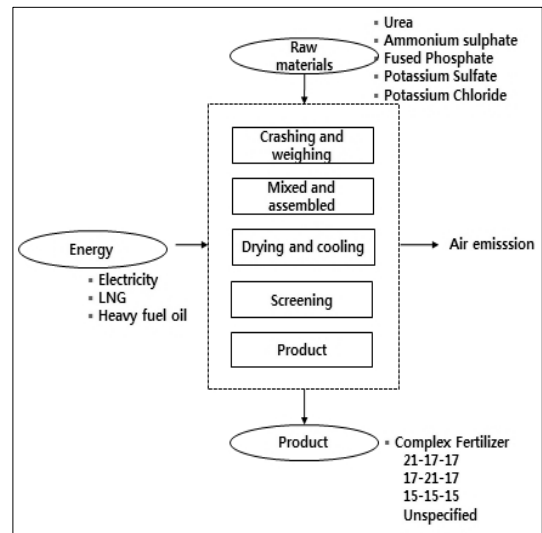 Raw
materials
▪ Urea
▪ Ammonium sulphate
▪ Fused Phosphate
▪ Potassium Sulfate
▪ Potassium Chloride
Crashing and
weighing
Mixed and
assembled
Energy
Drying and cooling
Air emisssion
▪ Electricity
▪ LNG
▪ Heavy fuel oil
Screening
Product
Product
▪ Complex Fertilizer
21-17-17
17-21-17
15-15-15
Unspecified